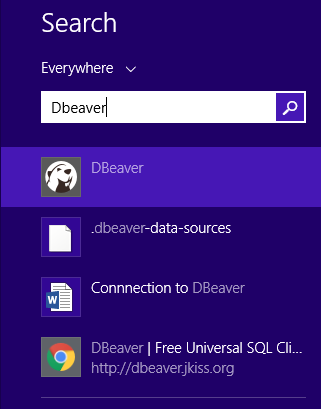 Search
Everywhere
Dbeaver
DBeaver
.dbeaver-data-sources
Connnection to DBeaver
DBeaver | Free Universal SQL Cli...
http://dbeaver.jkiss.org